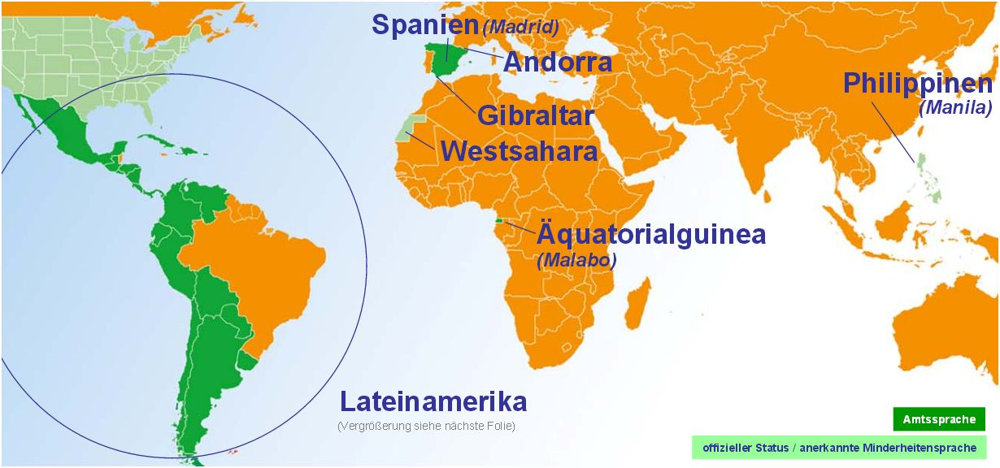 Spanien (Madrid)
Andorra
Philippinen
(Manila)
Gibraltar
Westsahara
Äquatorialguinea
(Malabo)
Lateinamerika
(Vergrößerung siehe nächste Folie)
Amtssprache
offizieller Status / anerkannte Minderheitensprache